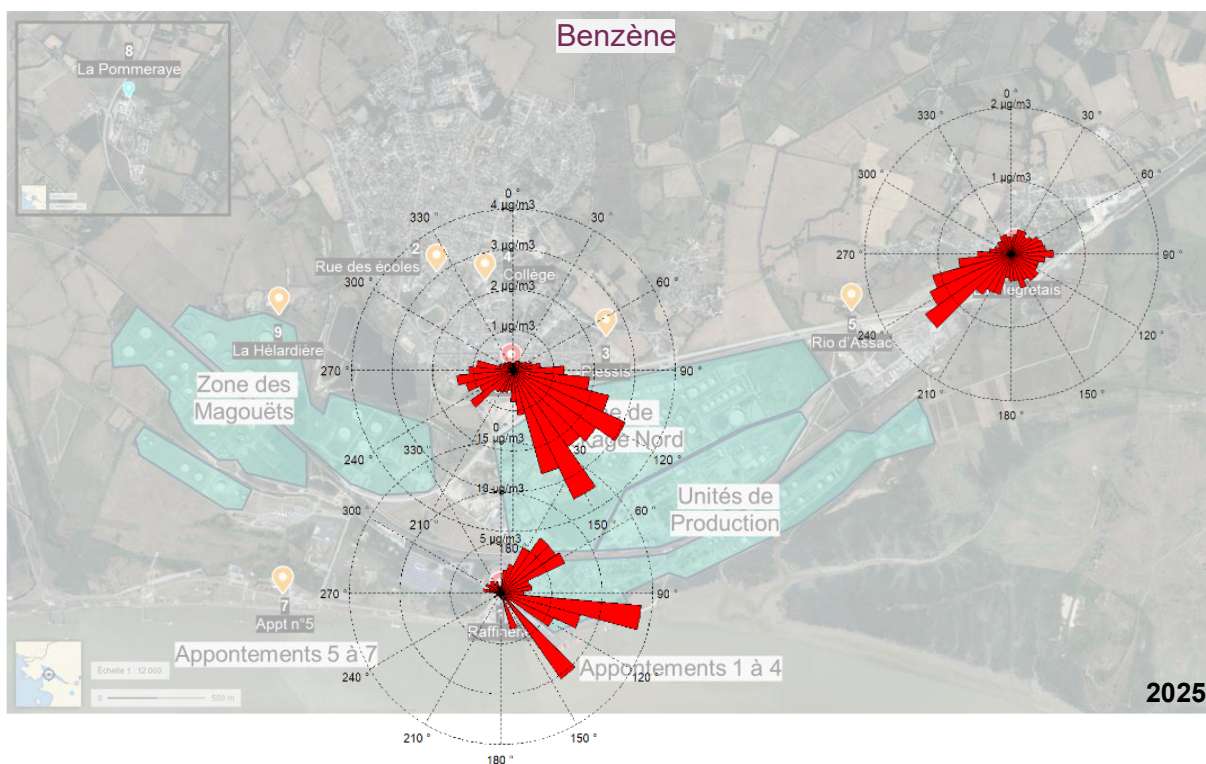 Benzène
8
La Pommeraye
0 °
2 µg/m3
330 °
30 °
300 °
1 µg/m3
60 °
270 °
90 °
240 °
120 °
210 °
150 °
180 °
0 °
4 µg/m3
330 °
30 °
3 µg/m3
2
Rue des écoles
4
Collège
300 °
60 °
2 µg/m3
1 µg/m3
9
La Hélardière
3
Plessis
5
Rio d'Assac
270 °
90 °
Zone des
Magouëts
240 °
120 °
210 °
150 °
180
0
15 µg/m3
330 °
30
10 µg/m3
300 °
60 °
5 µg/m3
Unités de
Production
270 °
90 °
7
Appt n°5
Raffinerie
Appontements 5 à 7
Appontements 1 à 4
240 °
120 °
210 °
150 °
180 °
Échelle 1 : 12 000
0
500 m
2025